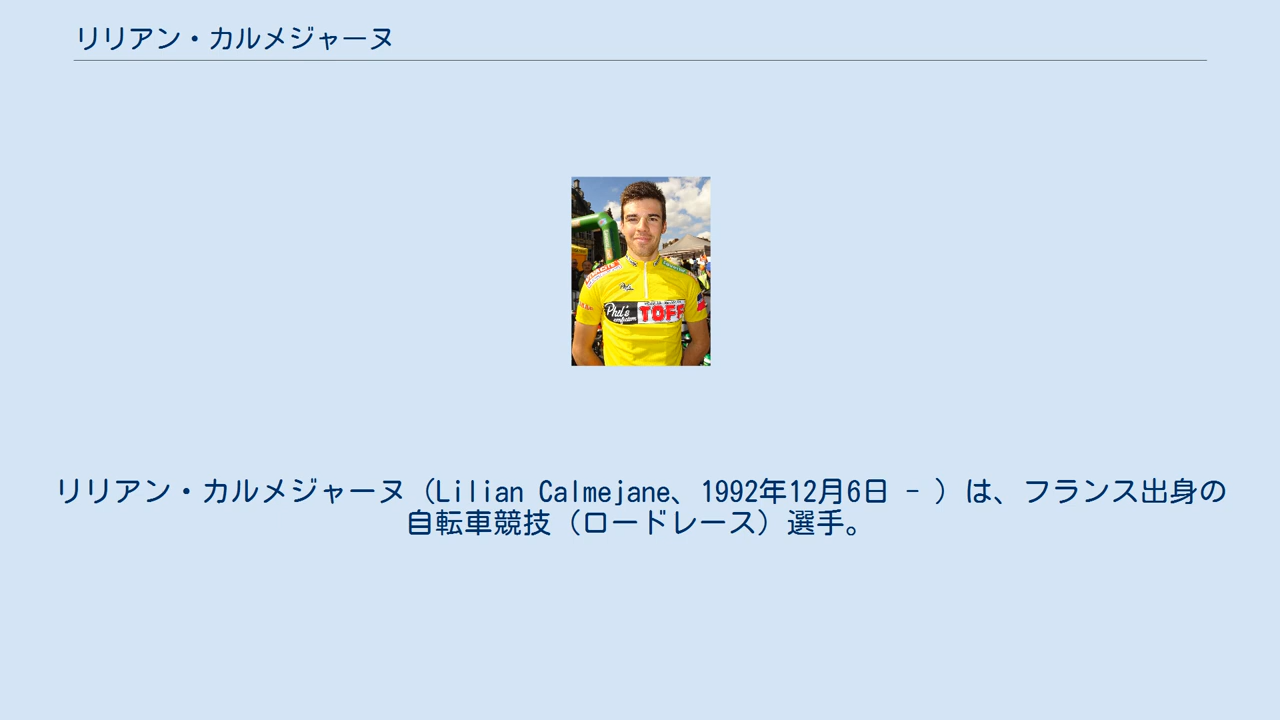 リリアン・カルメジャーヌ
Phil's
TOFF
リリアン・カルメジャーヌ（Lilian Calmejane、1992年12月6日 - ）は、フランス出身の
自転車競技（ロードレース）選手。